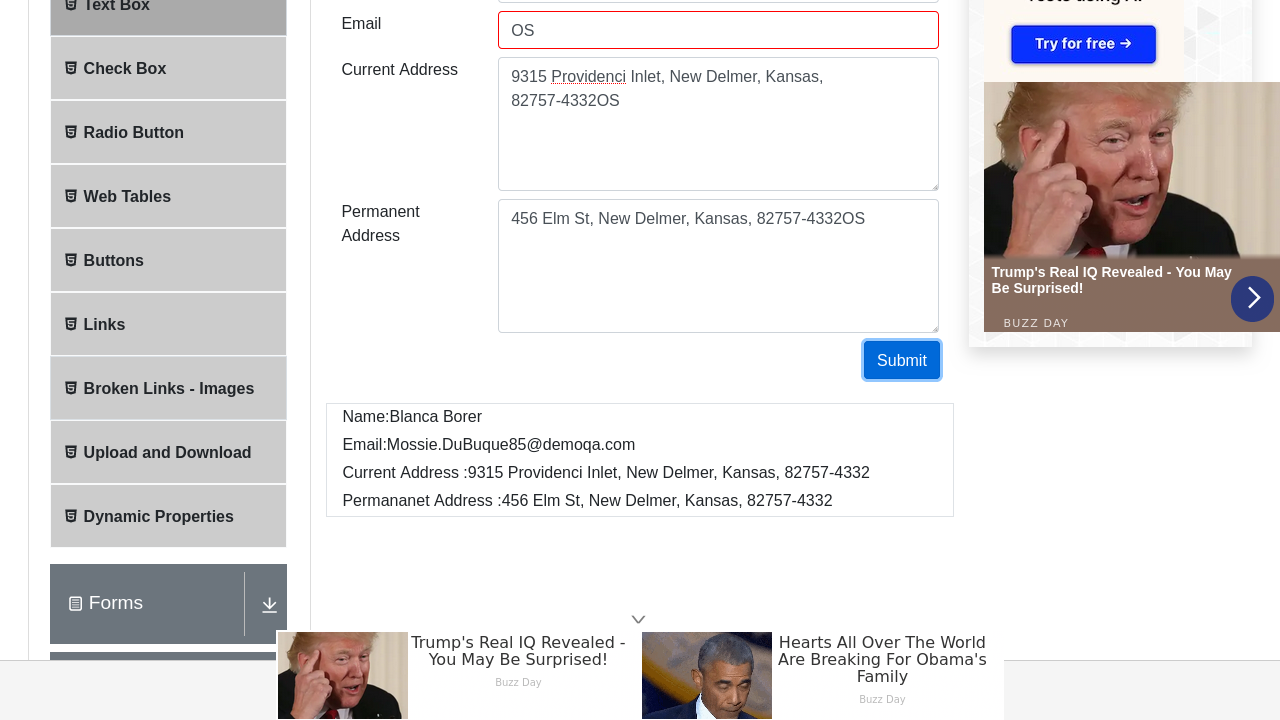 Text Box
Check Box
Radio Button
Web Tables
Buttons
Links
Broken Links - Images
Upload and Download
Dynamic Properties
Forms
Email
OS
Current Address
9315 Providenci Inlet, New Delmer, Kansas,
82757-4332OS
Permanent
Address
456 Elm St, New Delmer, Kansas, 82757-4332OS
Submit
Name:Blanca Borer
Email:Mossie.DuBuque85@demoqa.com
Current Address :9315 Providenci Inlet, New Delmer, Kansas, 82757-4332
Permananet Address :456 Elm St, New Delmer, Kansas, 82757-4332
Try for free →
Trump's Real IQ Revealed - You May
Be Surprised!
BUZZ DAY
Trump's Real IQ Revealed -
You May Be Surprised!
Buzz Day
Hearts All Over The World
Are Breaking For Obama's
Family
Buzz Day